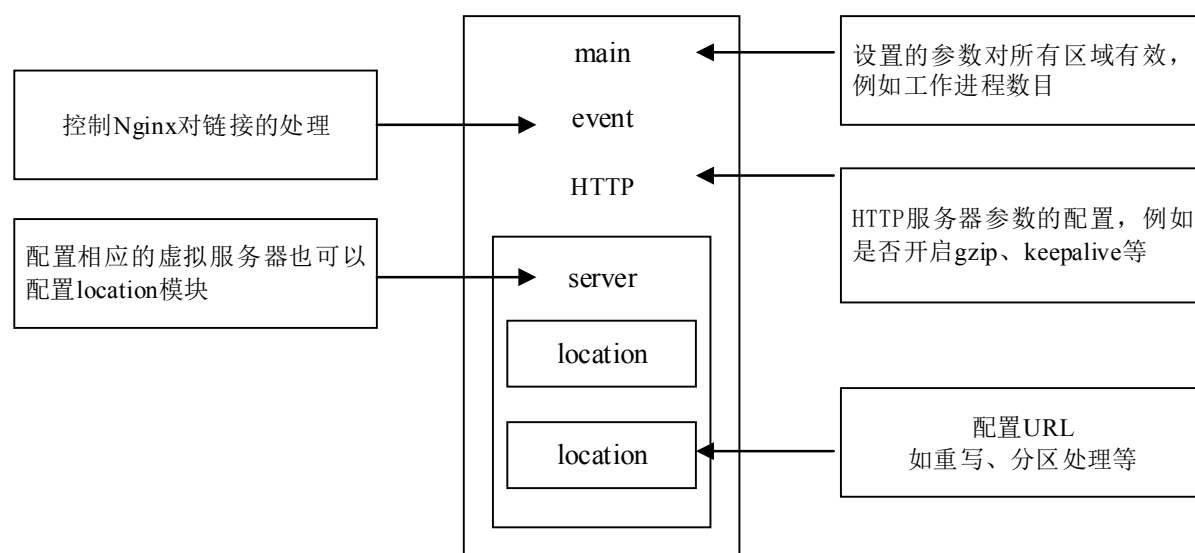 main
设置的参数对所有区域有效，
例如工作进程数目
控制Nginx对链接的处理
event
HTTP
HTTP服务器参数的配置，例如
是否开启gzip、keepalive等
配置相应的虚拟服务器也可以
配置location模块
server
location
location
配置URL
如重写、分区处理等